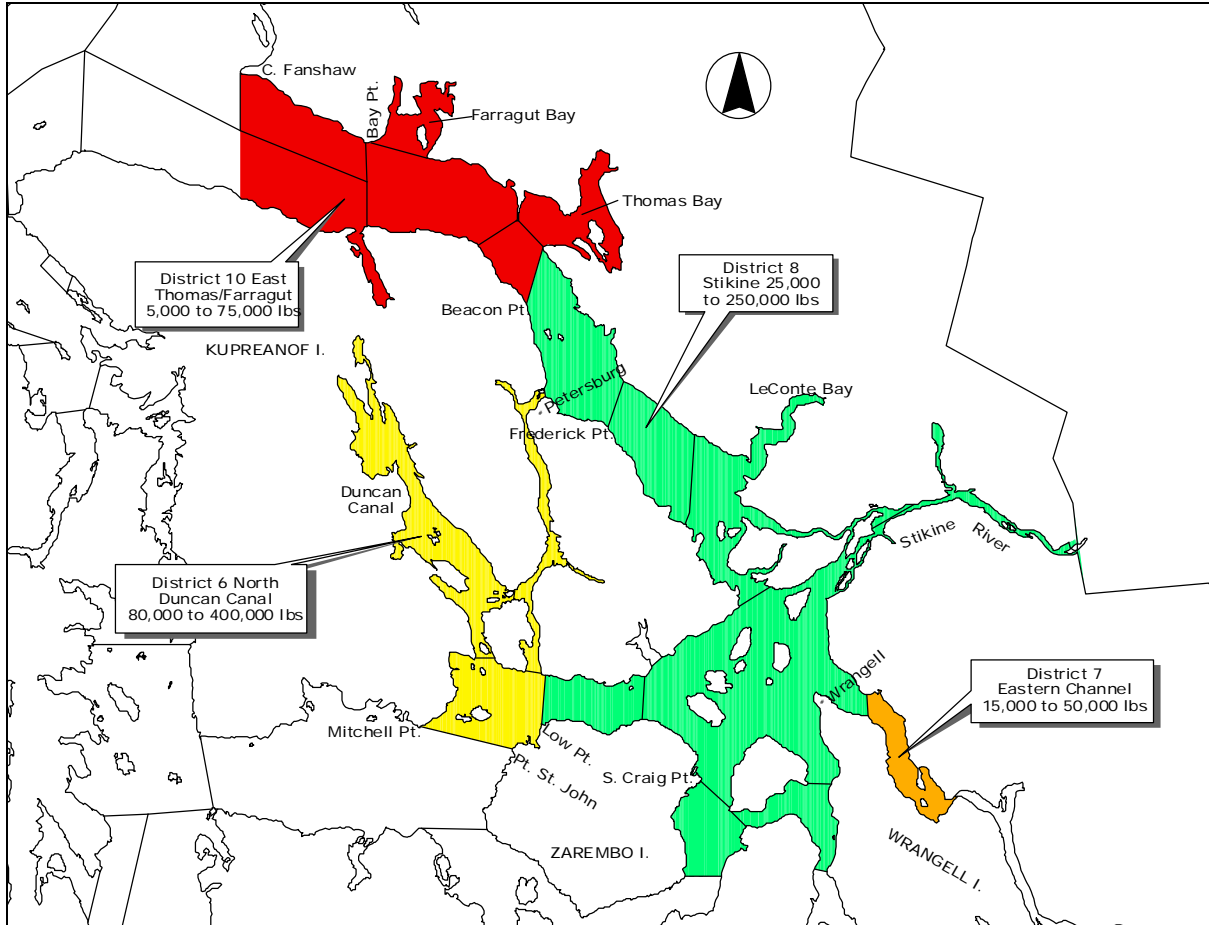 C. Fanshaw
Bay Pt.
Farragut Bay
Thomas Bay
District 10 East
Thomas/Farragut
5,000 to 75,000 lbs
District 8
Stikine 25,000
to 250,000 lbs
Beacon Pt.
KUPREANOF I.
Petersburg
LeConte Bay
Frederick Pt.
Duncan
Canal
Stikine River
District 6 North
Duncan Canal
80,000 to 400,000 lbs
District 7
Eastern Channel
15,000 to 50,000 lbs
Wrangell
Mitchell Pt.
Low Pt.
Pt. St. John
S. Craig Pt.
ZAREMBO I.
WRANGELL I.